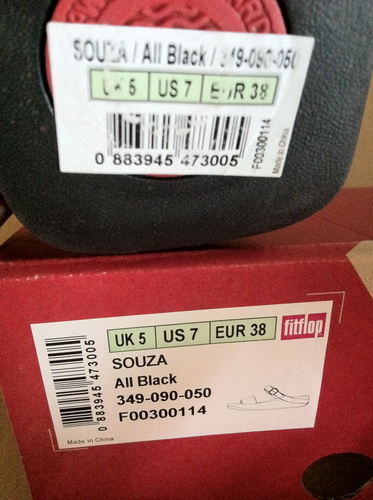 SOUZA / All Black / 349-090-050
UK 5 US 7 EUR 38
0 883945 473005
F00300114
Made in China
UK 5 US 7 EUR 38 fitflop
SOUZA
All Black
349-090-050
F00300114
0 883945 473005
Made in China